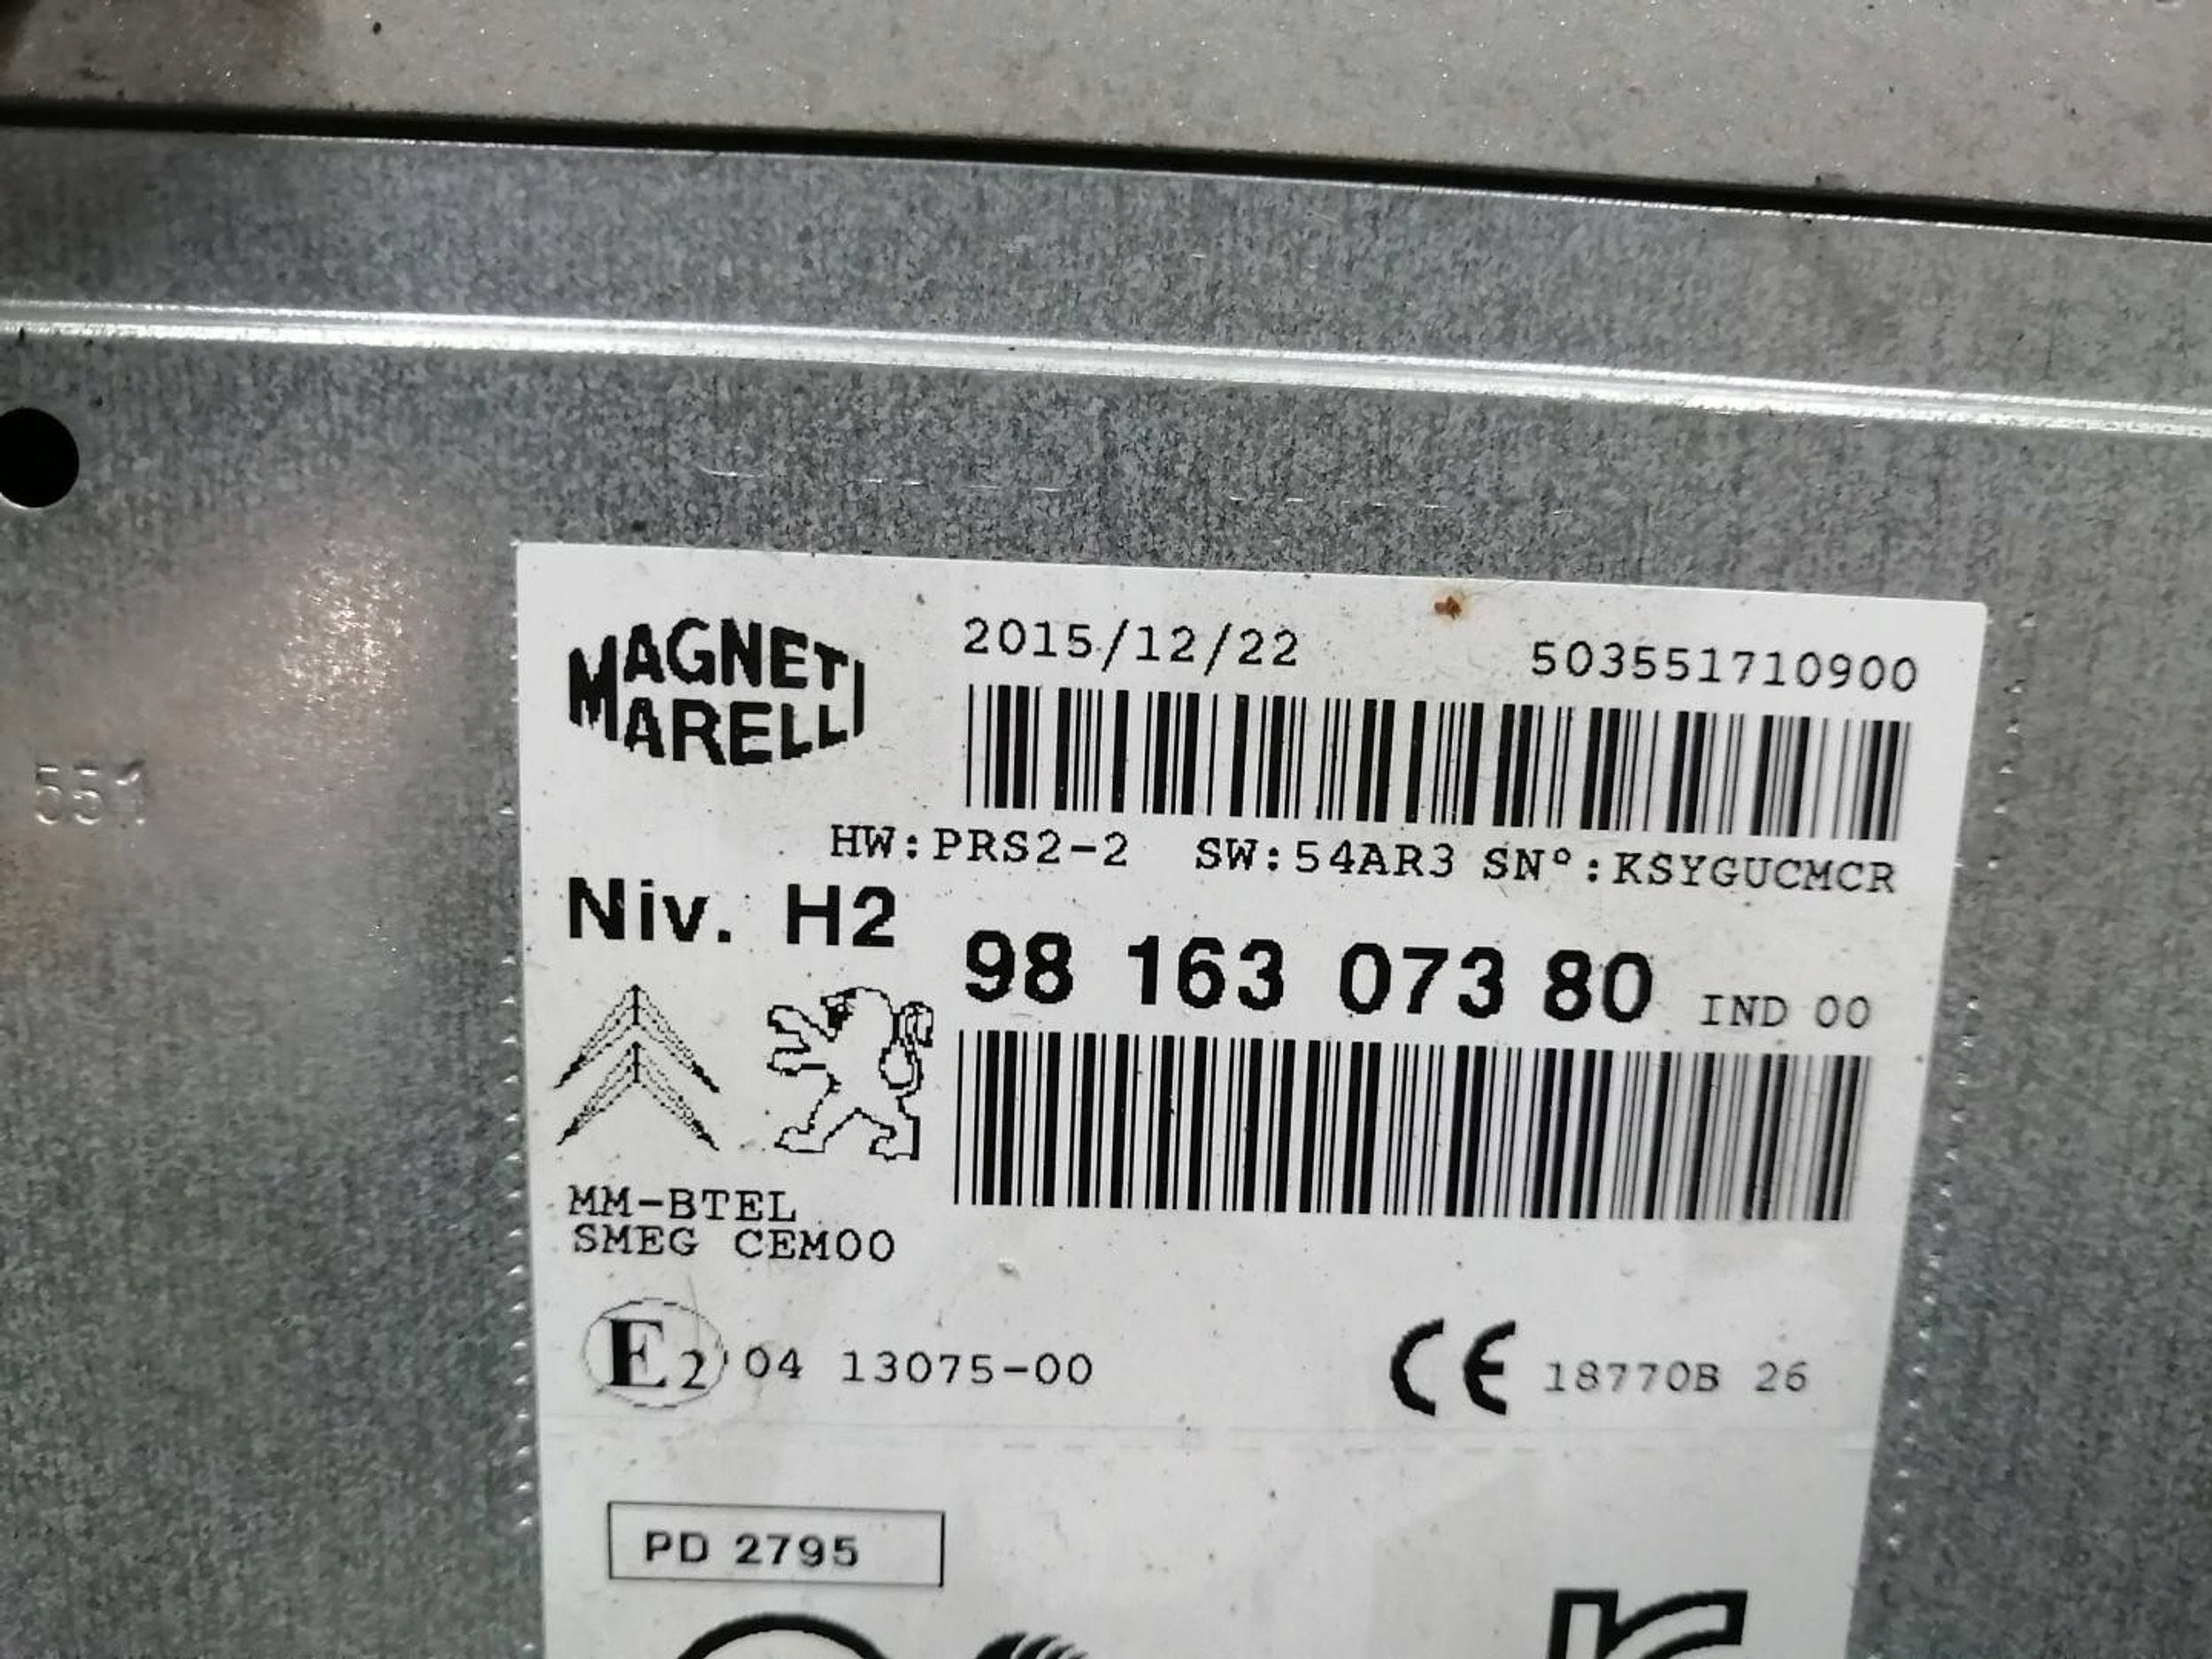 MAGNETI
MARELLI
2015/12/22
503551710900
551
HW:PRS2-2 SW:54AR3 SN°:KSYGUCMCR
Niv. H2
98 163 073 80 IND 00
MM-BTEL
SMEG CEM00
E2 04 13075-00
CE 18770B 26
PD 2795